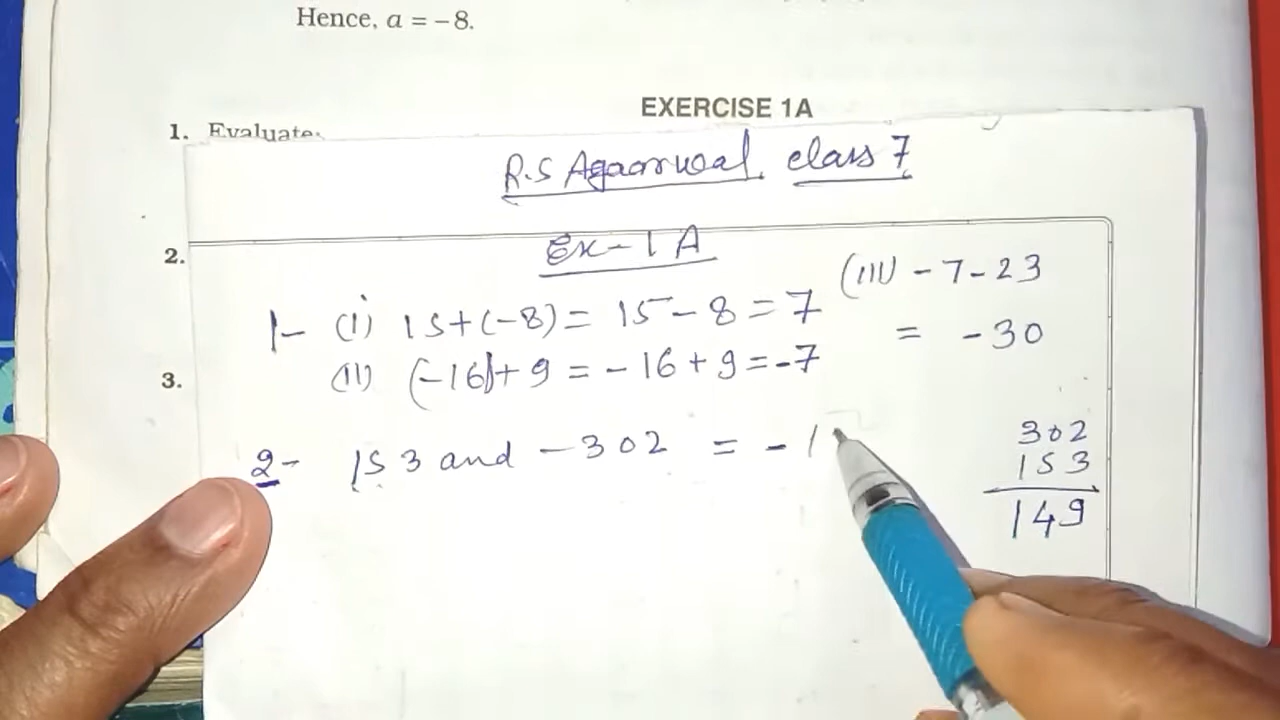 Hence, a = −8.
EXERCISE 1A
1. Evaluate:
R.S Agaarwal class 7
2.
Ex-1A
1- (i) 15+(-8) = 15-8 = 7
(ii) (-16)+9 = -16+9 = -7
(iii) -7-23
= -30
3.
2- 153 and -302 = -1
302
153
149